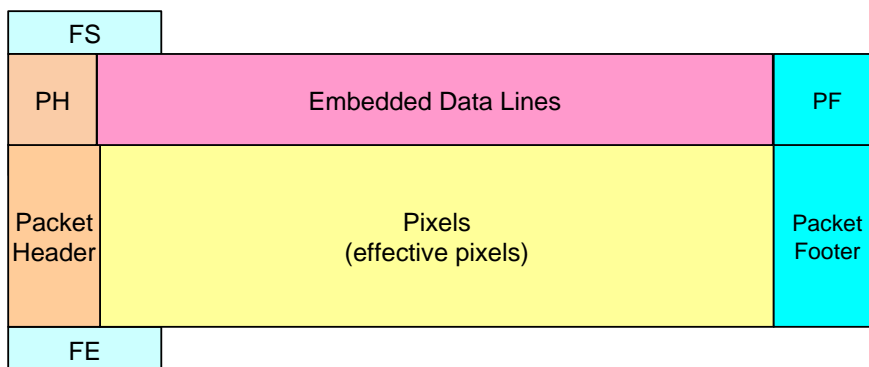 FS
PH
Embedded Data Lines
PF
Packet
Header
Pixels
(effective pixels)
Packet
Footer
FE